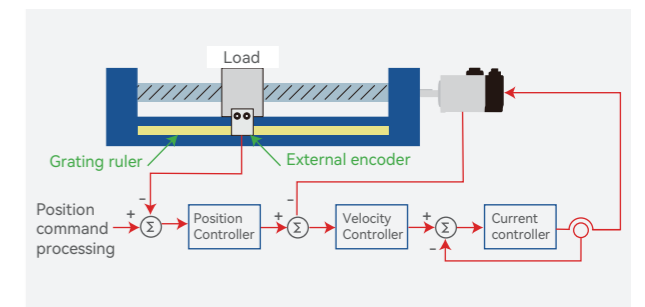 Load
Grating ruler
External encoder
Position
command
processing
+
−
Σ
Position
Controller
+
−
Σ
Velocity
Controller
+
−
Σ
Current
controller